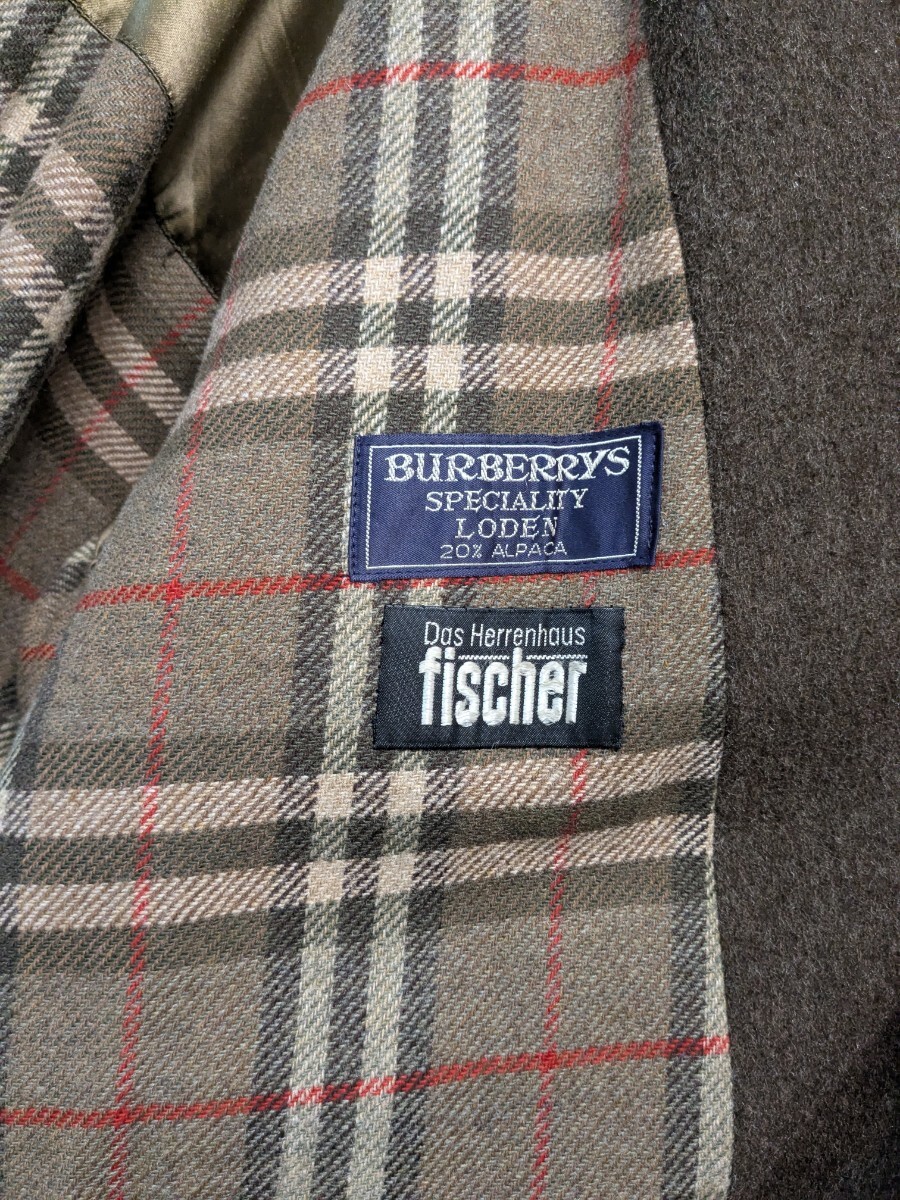 BURBERRYS
SPECIALITY
LODEN
20% ALPACA
Das Herrenhaus
fischer